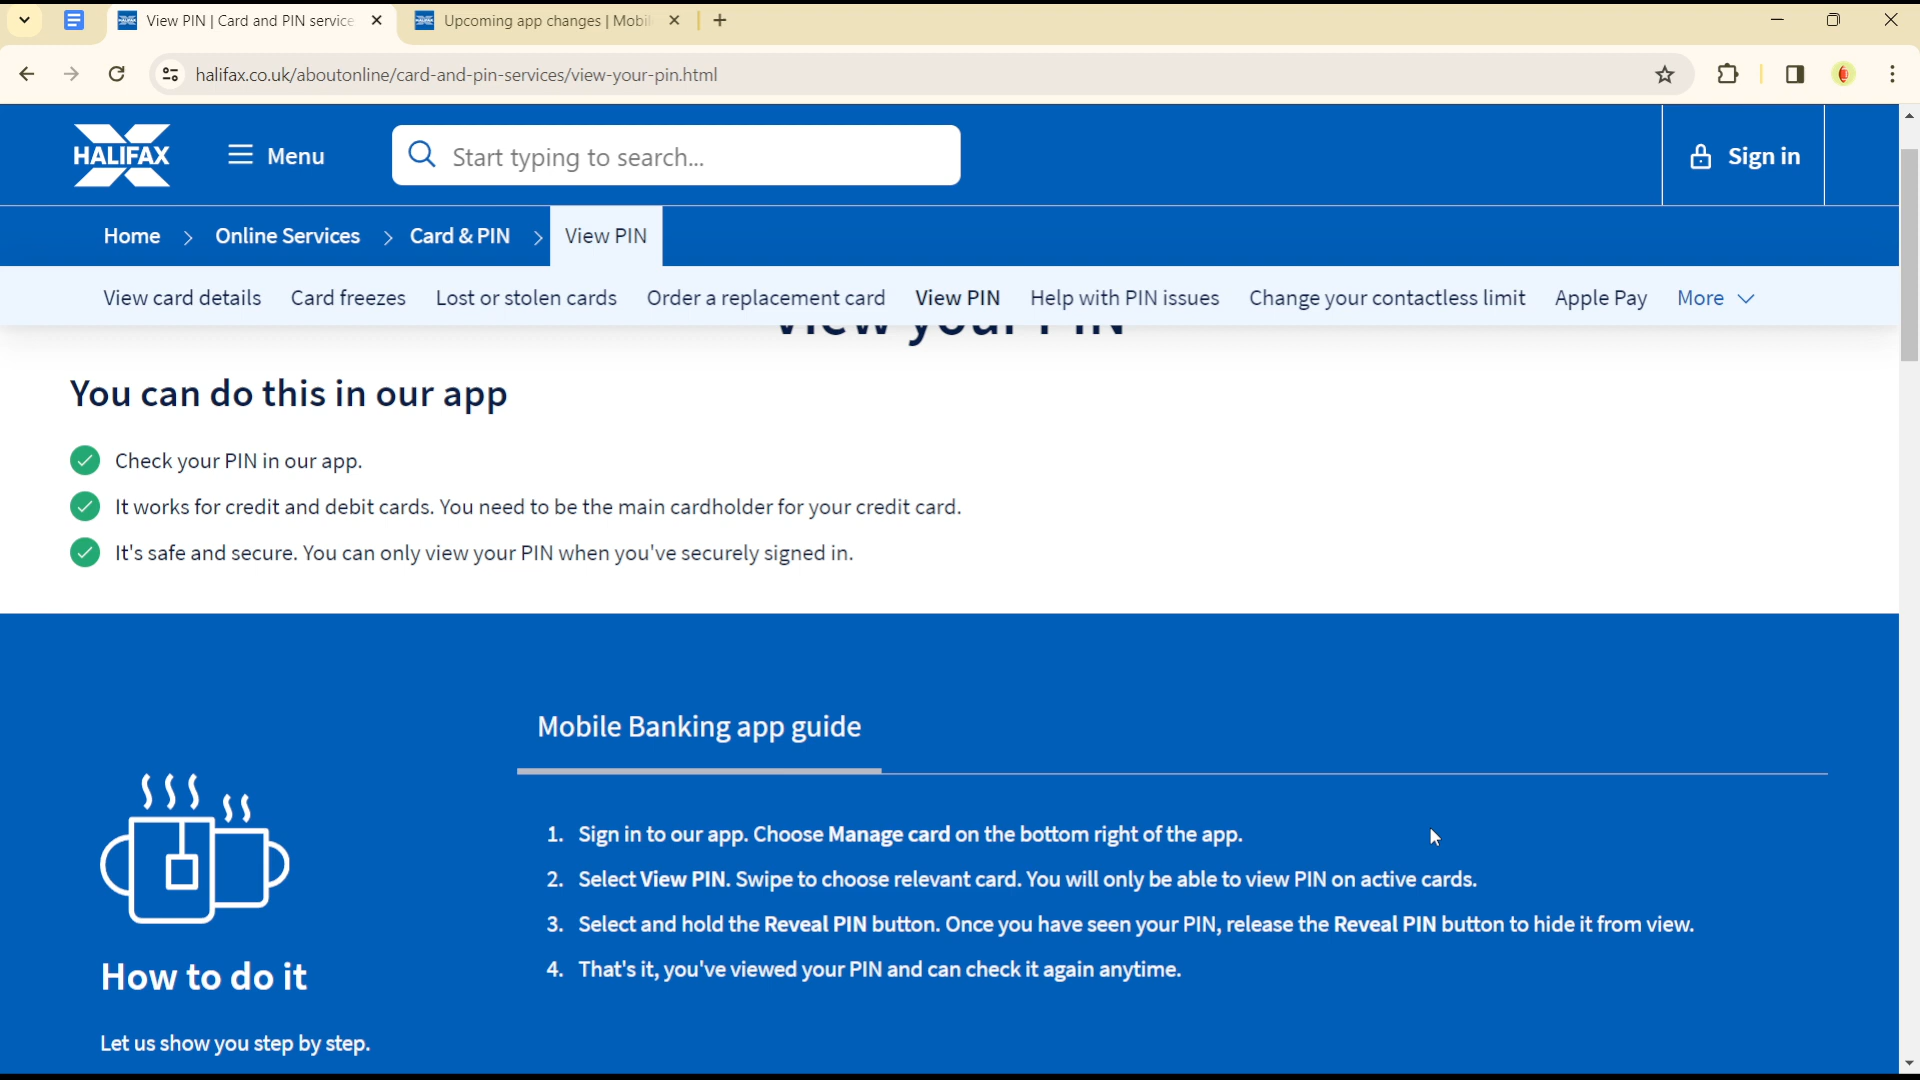 View PIN | Card and PIN service
Upcoming app changes | Mobil
halifax.co.uk/aboutonline/card-and-pin-services/view-your-pin.html
HALIFAX
Menu
Start typing to search...
Sign in
Home
Online Services
Card & PIN
View PIN
View card details
Card freezes
Lost or stolen cards
Order a replacement card
View PIN
Help with PIN issues
Change your contactless limit
Apple Pay
More
View your PIN
You can do this in our app
Check your PIN in our app.
It works for credit and debit cards. You need to be the main cardholder for your credit card.
It's safe and secure. You can only view your PIN when you've securely signed in.
Mobile Banking app guide
1. Sign in to our app. Choose Manage card on the bottom right of the app.
2. Select View PIN. Swipe to choose relevant card. You will only be able to view PIN on active cards.
3. Select and hold the Reveal PIN button. Once you have seen your PIN, release the Reveal PIN button to hide it from view.
4. That's it, you've viewed your PIN and can check it again anytime.
How to do it
Let us show you step by step.